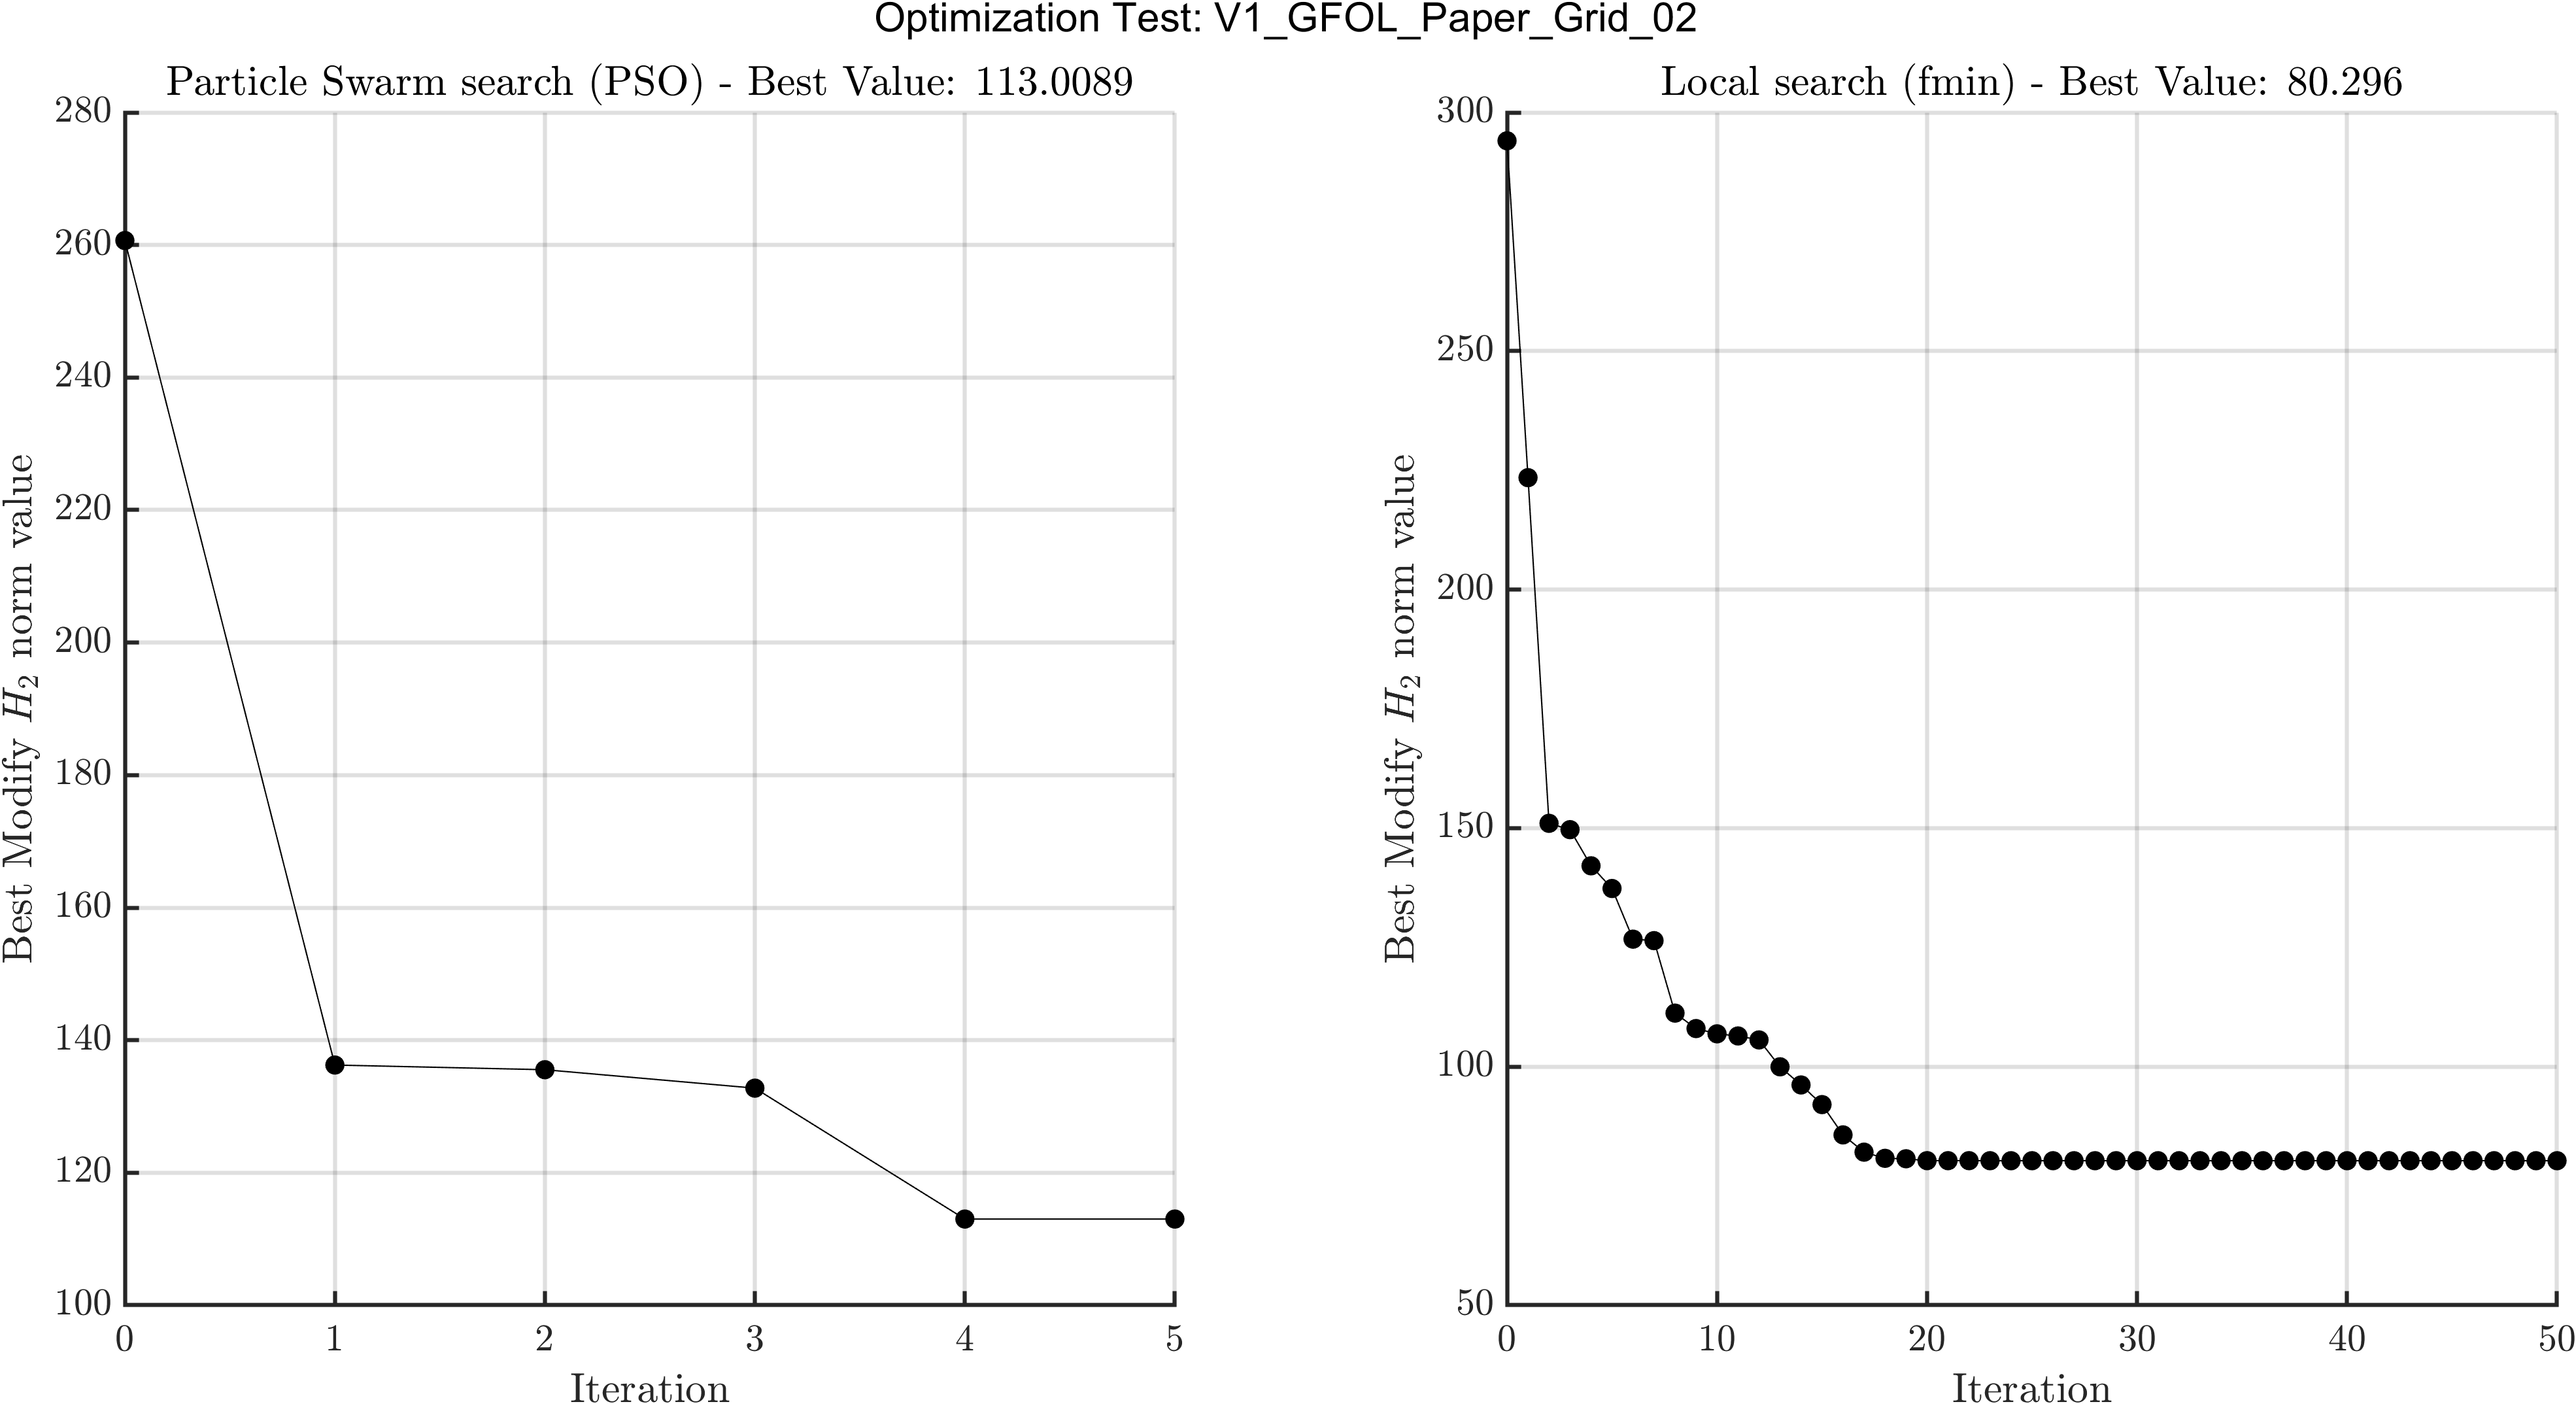 Optimization Test: V1_GFOL_Paper_Grid_02
Particle Swarm search (PSO) - Best Value: 113.0089
280
260
240
220
200
180
160
140
120
100
0 1 2 3 4 5
Iteration
Best Modify H₂ norm value
Local search (fmin) - Best Value: 80.296
300
250
200
150
100
50
0 10 20 30 40 50
Iteration
Best Modify H₂ norm value